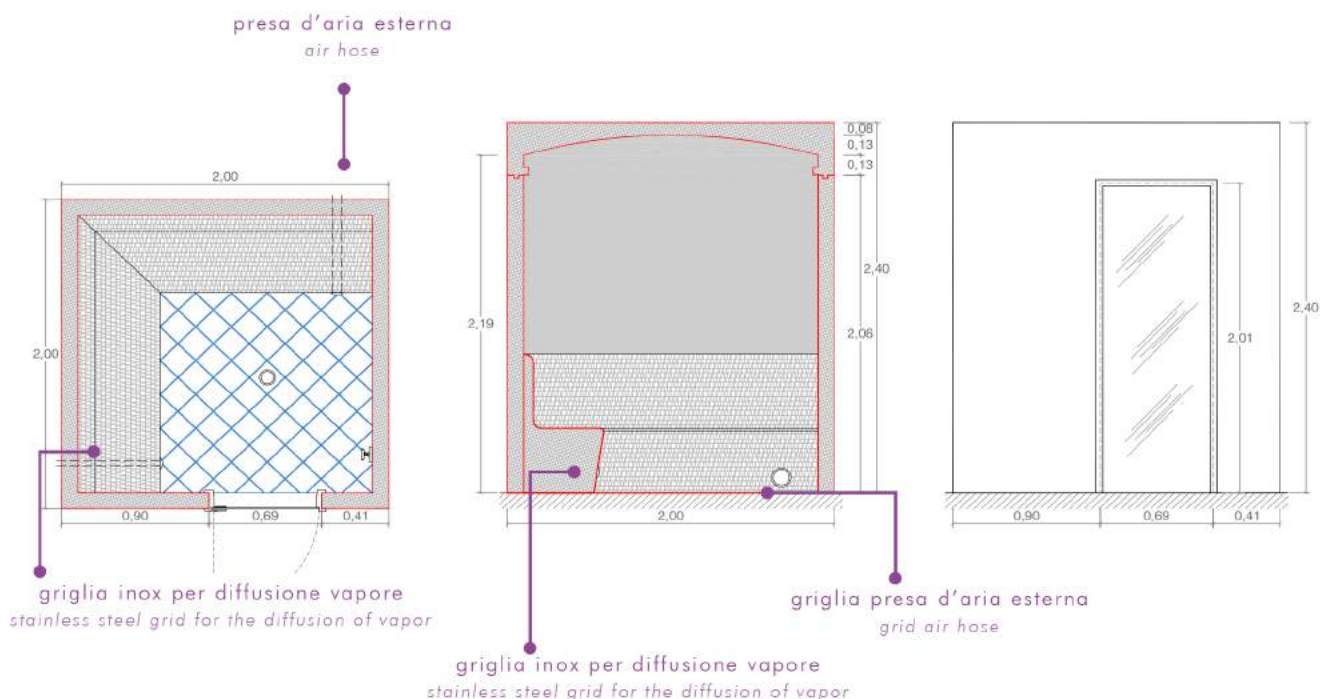 presa d'aria esterna
air hose
2,00
2,00
0,90
0,69
0,41
griglia inox per diffusione vapore
stainless steel grid for the diffusion of vapor
0,08
0,13
0,13
2,19
2,40
2,06
2,00
griglia inox per diffusione vapore
stainless steel grid for the diffusion of vapor
griglia presa d'aria esterna
grid air hose
2,01
2,40
0,90
0,69
0,41